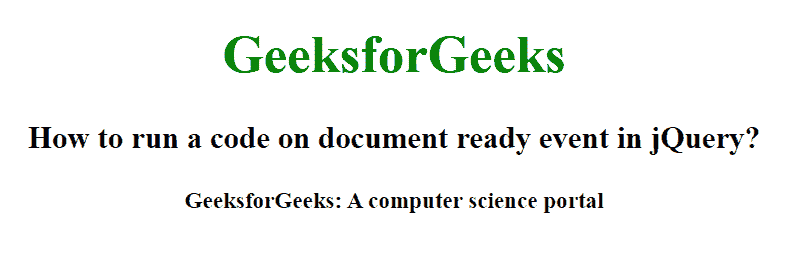 GeeksforGeeks
How to run a code on document ready event in jQuery?
GeeksforGeeks: A computer science portal